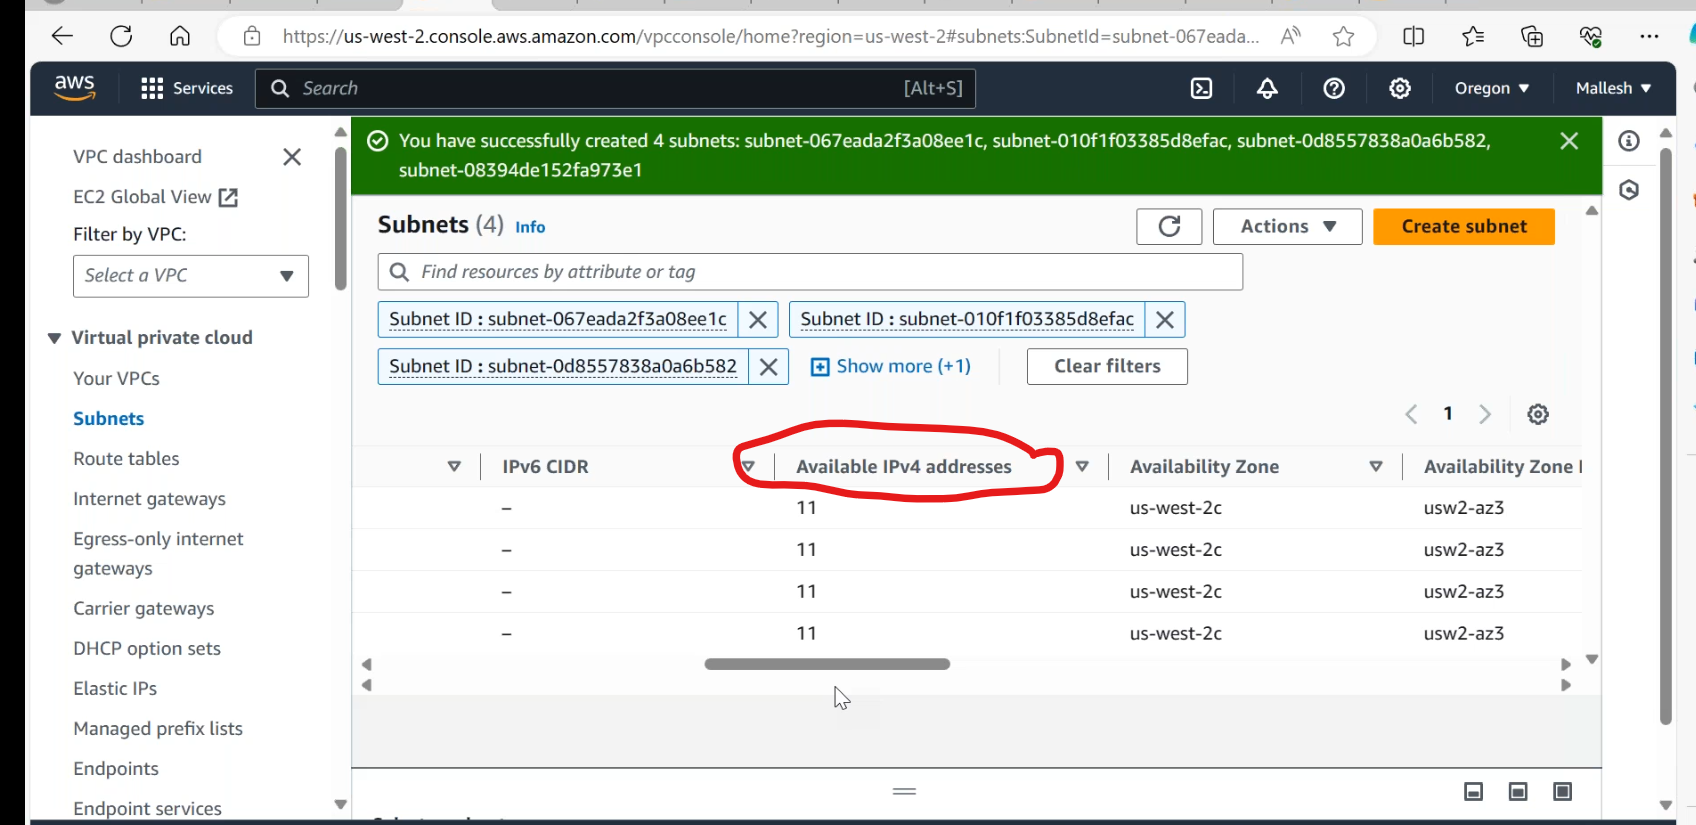 https://us-west-2.console.aws.amazon.com/vpcconsole/home?region=us-west-2#subnets:SubnetId=subnet-067eada...
aws Services Search [Alt+S] Oregon Mallesh
VPC dashboard
EC2 Global View
Filter by VPC:
Select a VPC
Virtual private cloud
Your VPCs
Subnets
Route tables
Internet gateways
Egress-only internet
gateways
Carrier gateways
DHCP option sets
Elastic IPs
Managed prefix lists
Endpoints
Endpoint services
You have successfully created 4 subnets: subnet-067eada2f3a08ee1c, subnet-010f1f03385d8efac, subnet-0d8557838a0a6b582,
subnet-08394de152fa973e1
Subnets (4) Info Actions Create subnet
Find resources by attribute or tag
Subnet ID : subnet-067eada2f3a08ee1c Subnet ID : subnet-010f1f03385d8efac
Subnet ID : subnet-0d8557838a0a6b582 Show more (+1) Clear filters
1
IPv6 CIDR Available IPv4 addresses Availability Zone Availability Zone I
– 11 us-west-2c usw2-az3
– 11 us-west-2c usw2-az3
– 11 us-west-2c usw2-az3
– 11 us-west-2c usw2-az3